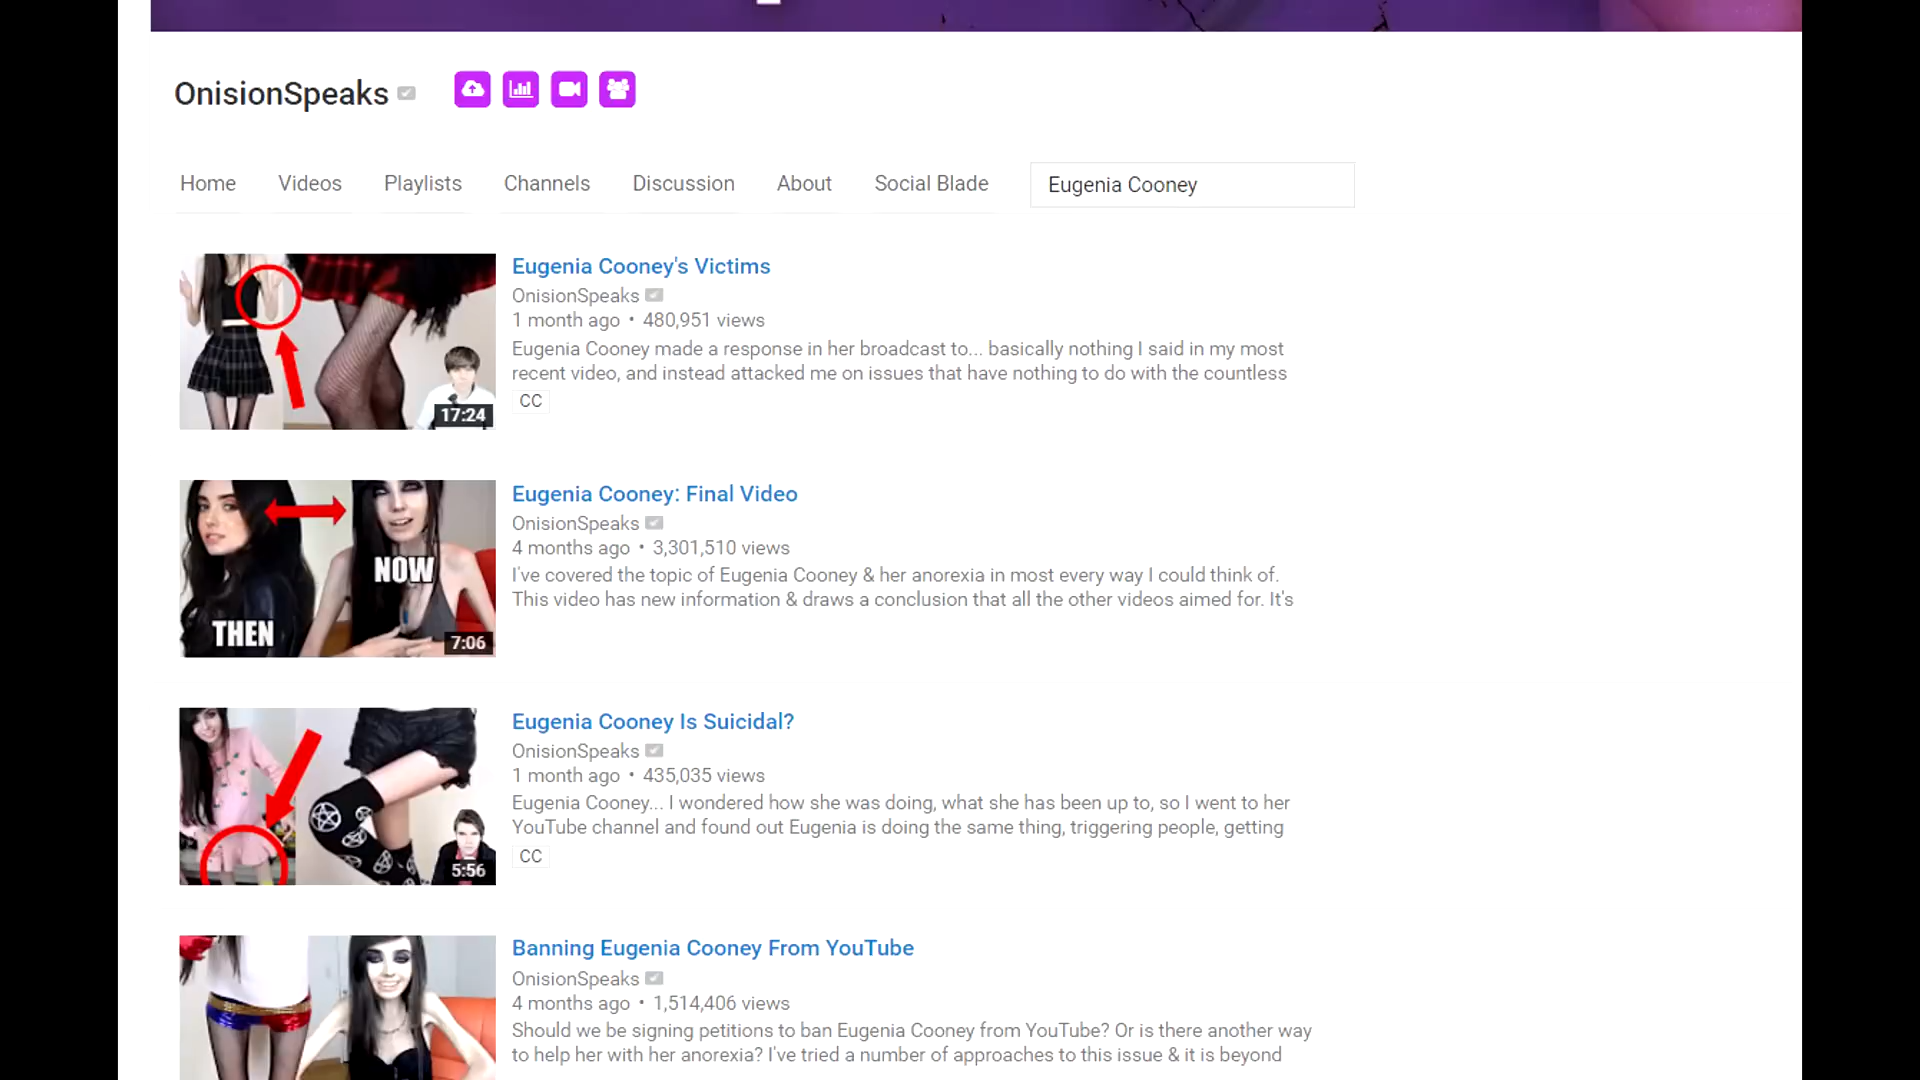 OnisionSpeaks
Home Videos Playlists Channels Discussion About Social Blade Eugenia Cooney
17:24
Eugenia Cooney's Victims
OnisionSpeaks
1 month ago • 480,951 views
Eugenia Cooney made a response in her broadcast to... basically nothing I said in my most
recent video, and instead attacked me on issues that have nothing to do with the countless
CC
NOW
THEN
7:06
Eugenia Cooney: Final Video
OnisionSpeaks
4 months ago • 3,301,510 views
I've covered the topic of Eugenia Cooney & her anorexia in most every way I could think of.
This video has new information & draws a conclusion that all the other videos aimed for. It's
5:56
Eugenia Cooney Is Suicidal?
OnisionSpeaks
1 month ago • 435,035 views
Eugenia Cooney... I wondered how she was doing, what she has been up to, so I went to her
YouTube channel and found out Eugenia is doing the same thing, triggering people, getting
CC
Banning Eugenia Cooney From YouTube
OnisionSpeaks
4 months ago • 1,514,406 views
Should we be signing petitions to ban Eugenia Cooney from YouTube? Or is there another way
to help her with her anorexia? I've tried a number of approaches to this issue & it is beyond